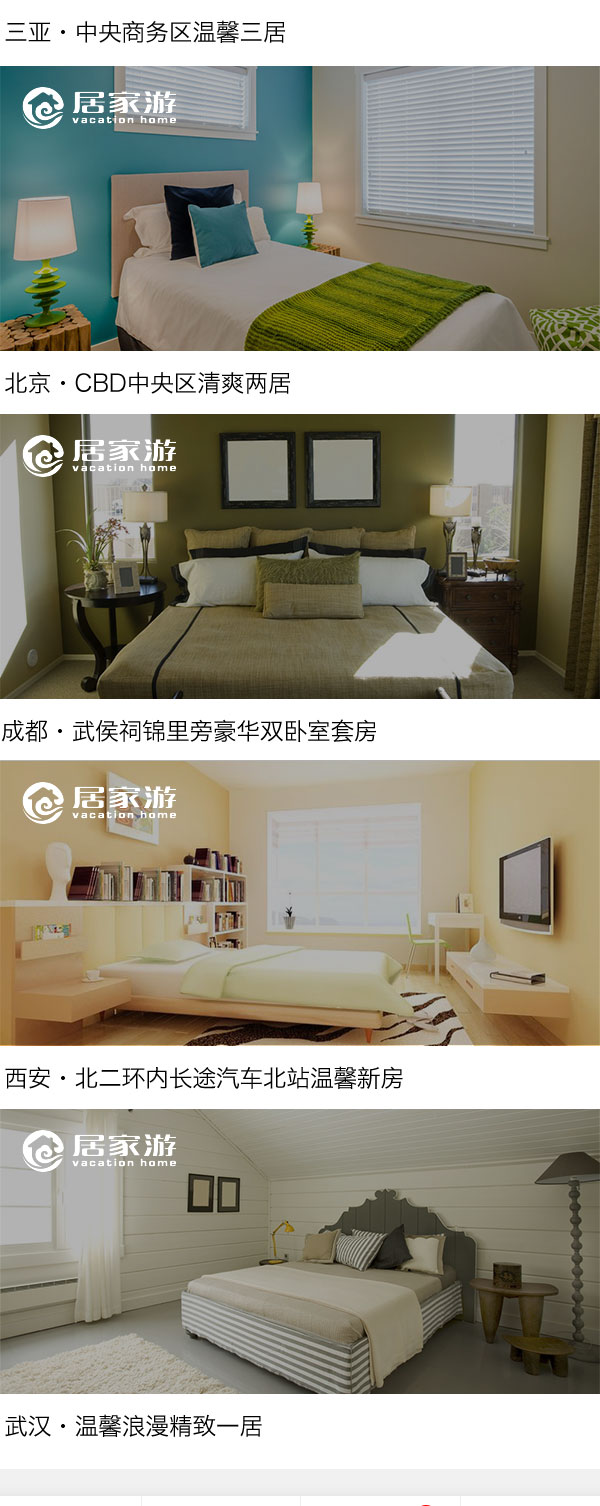 三亚·中央商务区温馨三居
居家游
vacation home
北京·CBD中央区清爽两居
居家游
vacation home
成都·武侯祠锦里旁豪华双卧室套房
居家游
vacation home
西安·北二环内长途汽车北站温馨新房
居家游
vacation home
武汉·温馨浪漫精致一居